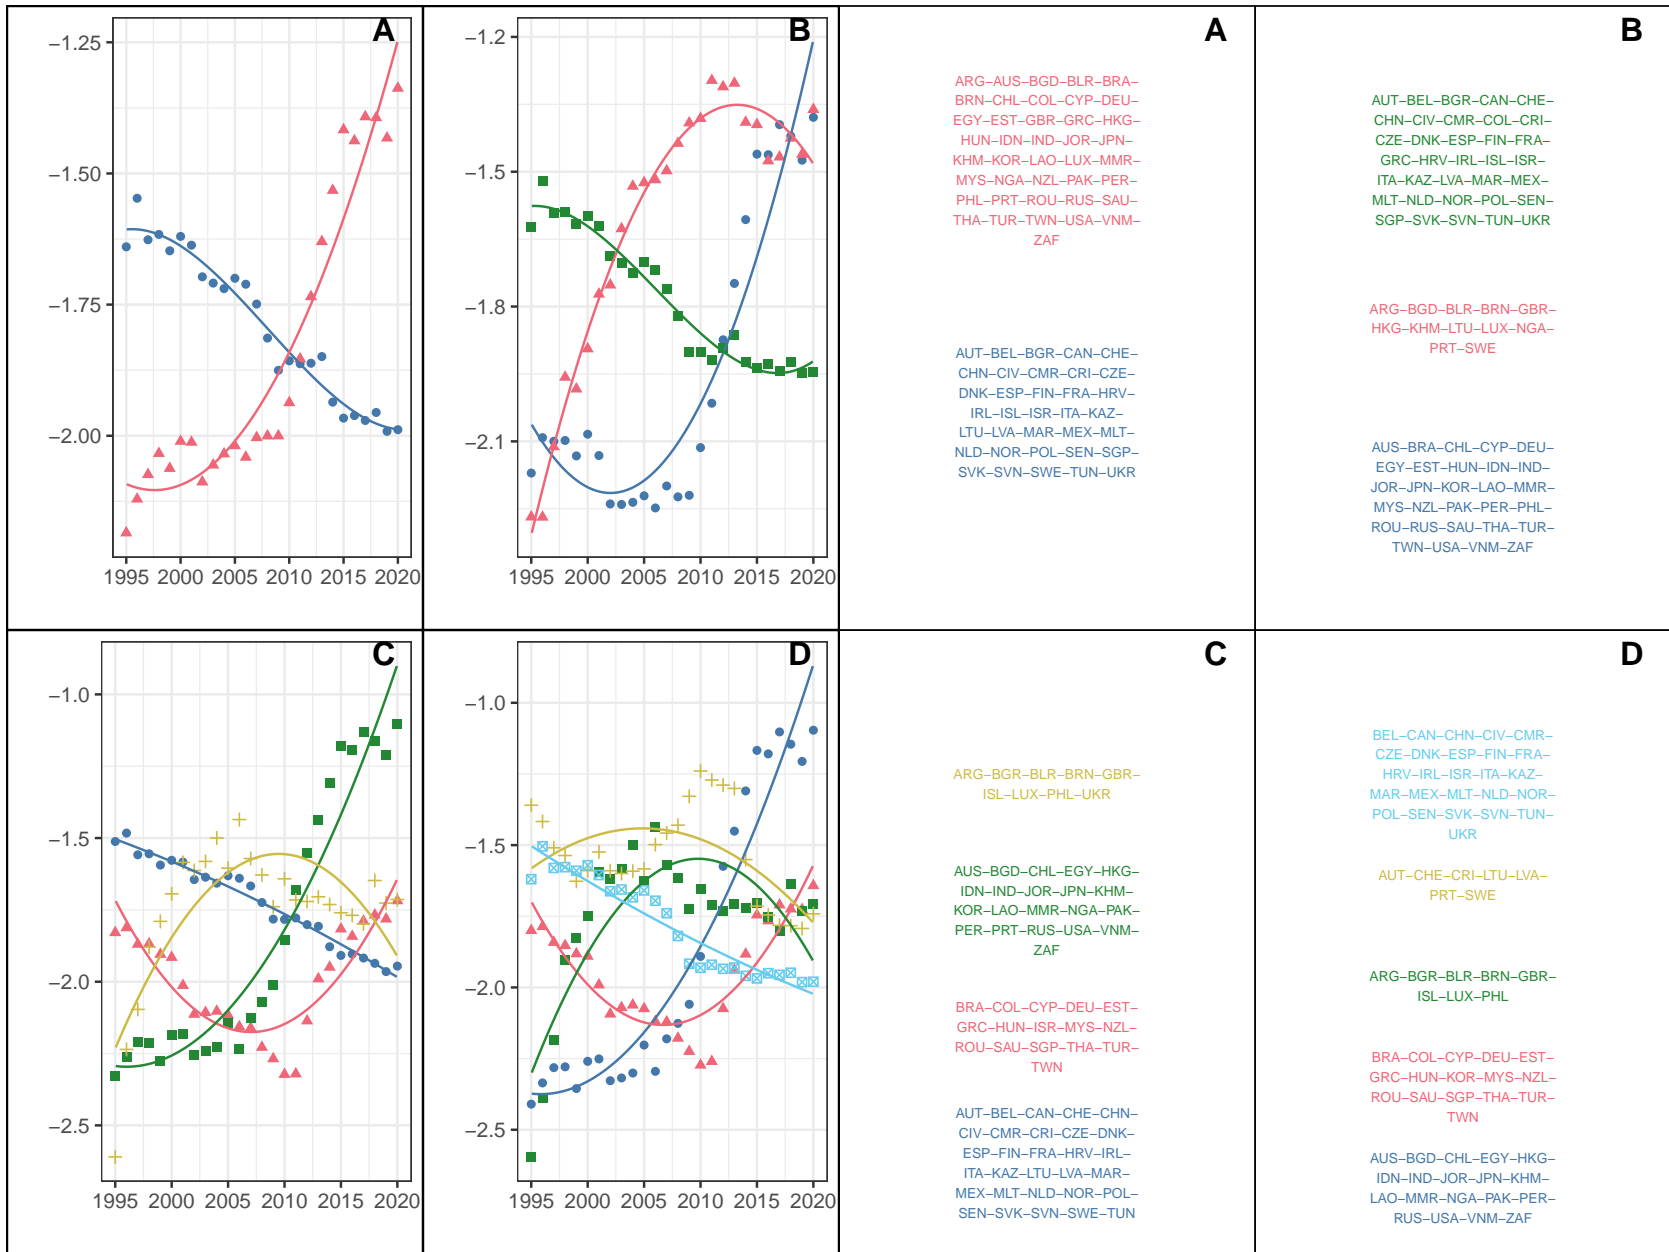 A
−1.25
−1.50
−1.75
−2.00
1995 2000 2005 2010 2015 2020
B
−1.2
−1.5
−1.8
−2.1
1995 2000 2005 2010 2015 2020
A
ARG−AUS−BGD−BLR−BRA−
BRN−CHL−COL−CYP−DEU−
EGY−EST−GBR−GRC−HKG−
HUN−IDN−IND−JOR−JPN−
KHM−KOR−LAO−LUX−MMR−
MYS−NGA−NZL−PAK−PER−
PHL−PRT−ROU−RUS−SAU−
THA−TUR−TWN−USA−VNM−
ZAF
AUT−BEL−BGR−CAN−CHE−
CHN−CIV−CMR−CRI−CZE−
DNK−ESP−FIN−FRA−HRV−
IRL−ISL−ISR−ITA−KAZ−
LTU−LVA−MAR−MEX−MLT−
NLD−NOR−POL−SEN−SGP−
SVK−SVN−SWE−TUN−UKR
B
AUT−BEL−BGR−CAN−CHE−
CHN−CIV−CMR−COL−CRI−
CZE−DNK−ESP−FIN−FRA−
GRC−HRV−IRL−ISL−ISR−
ITA−KAZ−LVA−MAR−MEX−
MLT−NLD−NOR−POL−SEN−
SGP−SVK−SVN−TUN−UKR
ARG−BGD−BLR−BRN−GBR−
HKG−KHM−LTU−LUX−NGA−
PRT−SWE
AUS−BRA−CHL−CYP−DEU−
EGY−EST−HUN−IDN−IND−
JOR−JPN−KOR−LAO−MMR−
MYS−NZL−PAK−PER−PHL−
ROU−RUS−SAU−THA−TUR−
TWN−USA−VNM−ZAF
C
−1.0
−1.5
−2.0
−2.5
1995 2000 2005 2010 2015 2020
D
−1.0
−1.5
−2.0
−2.5
1995 2000 2005 2010 2015 2020
C
ARG−BGR−BLR−BRN−GBR−
ISL−LUX−PHL−UKR
AUS−BGD−CHL−EGY−HKG−
IDN−IND−JOR−JPN−KHM−
KOR−LAO−MMR−NGA−PAK−
PER−PRT−RUS−USA−VNM−
ZAF
BRA−COL−CYP−DEU−EST−
GRC−HUN−ISR−MYS−NZL−
ROU−SAU−SGP−THA−TUR−
TWN
AUT−BEL−CAN−CHE−CHN−
CIV−CMR−CRI−CZE−DNK−
ESP−FIN−FRA−HRV−IRL−
ITA−KAZ−LTU−LVA−MAR−
MEX−MLT−NLD−NOR−POL−
SEN−SVK−SVN−SWE−TUN
D
BEL−CAN−CHN−CIV−CMR−
CZE−DNK−ESP−FIN−FRA−
HRV−IRL−ISR−ITA−KAZ−
MAR−MEX−MLT−NLD−NOR−
POL−SEN−SVK−SVN−TUN−
UKR
AUT−CHE−CRI−LTU−LVA−
PRT−SWE
ARG−BGR−BLR−BRN−GBR−
ISL−LUX−PHL
BRA−COL−CYP−DEU−EST−
GRC−HUN−KOR−MYS−NZL−
ROU−SAU−SGP−THA−TUR−
TWN
AUS−BGD−CHL−EGY−HKG−
IDN−IND−JOR−JPN−KHM−
LAO−MMR−NGA−PAK−PER−
RUS−USA−VNM−ZAF